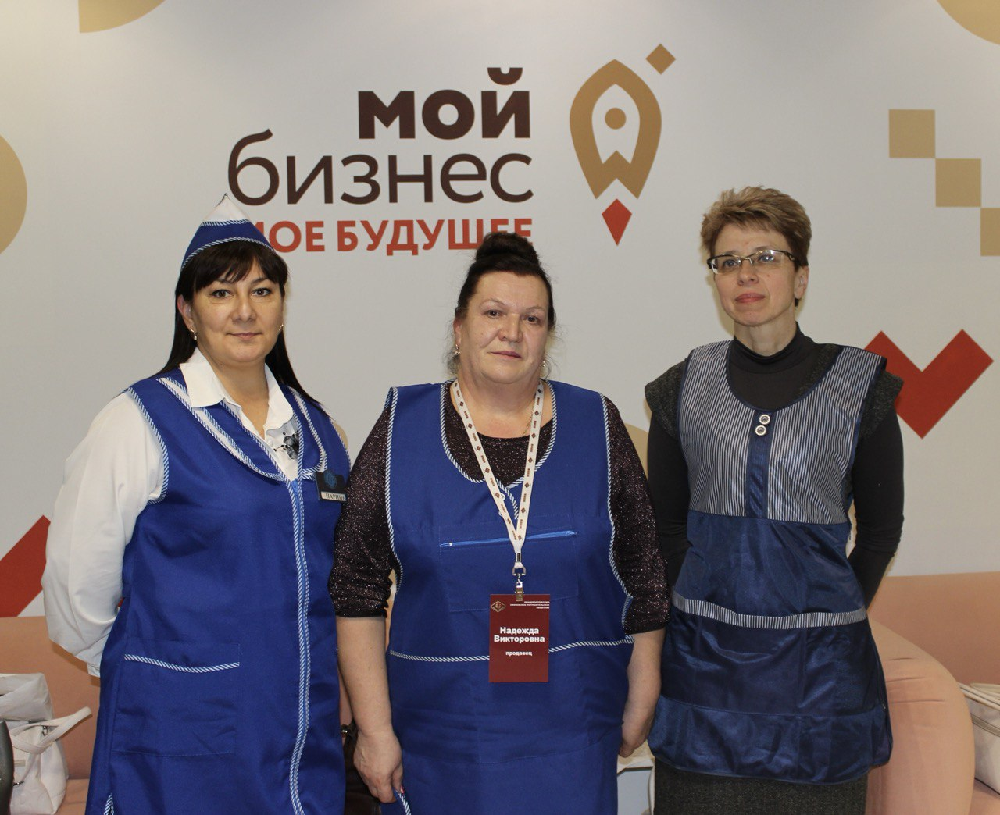 мой
бизнес
МОЕ БУДУЩЕЕ
Надежда
Викторовна
продавец